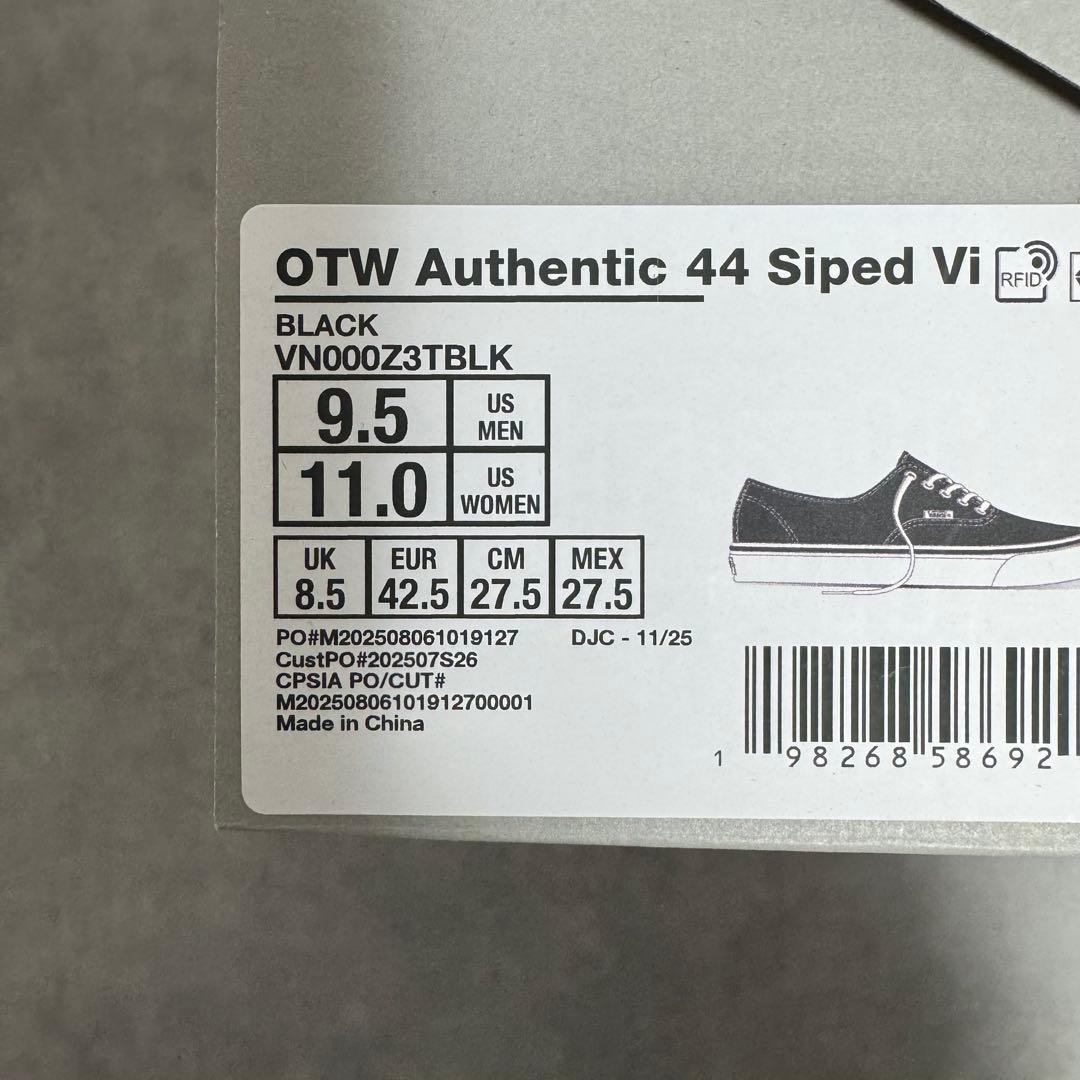 OTW Authentic 44 Siped Vi
RFID
BLACK
VN000Z3TBLK
9.5 US MEN
11.0 US WOMEN
UK EUR CM MEX
8.5 42.5 27.5 27.5
PO#M202508061019127 DJC - 11/25
CustPO#202507S26
CPSIA PO/CUT#
M20250806101912700001
Made in China
1 98268 58692